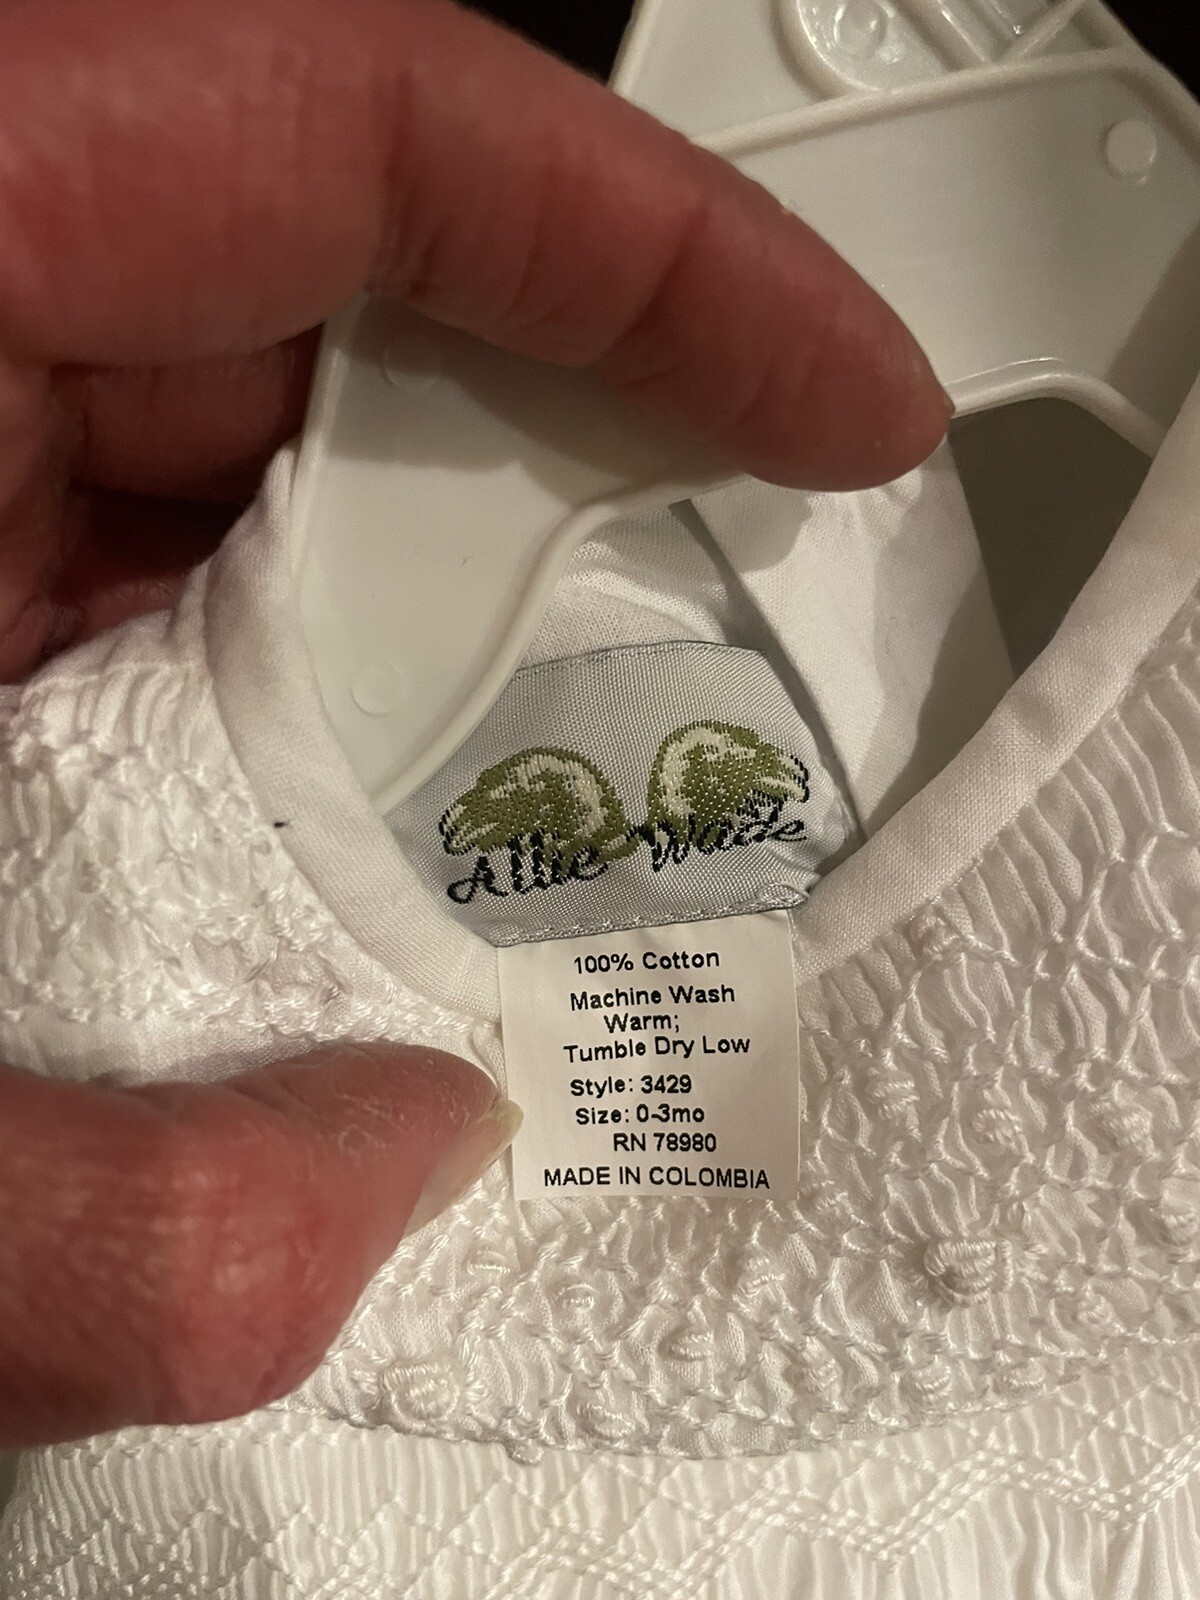 Allie Wade
100% Cotton
Machine Wash
Warm;
Tumble Dry Low
Style: 3429
Size: 0-3mo
RN 78980
MADE IN COLOMBIA